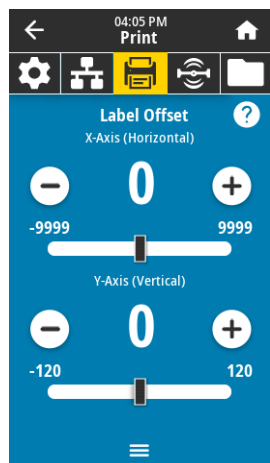 04:05 PM
Print
Label Offset
?
X-Axis (Horizontal)
0
-9999 9999
Y-Axis (Vertical)
0
-120 120